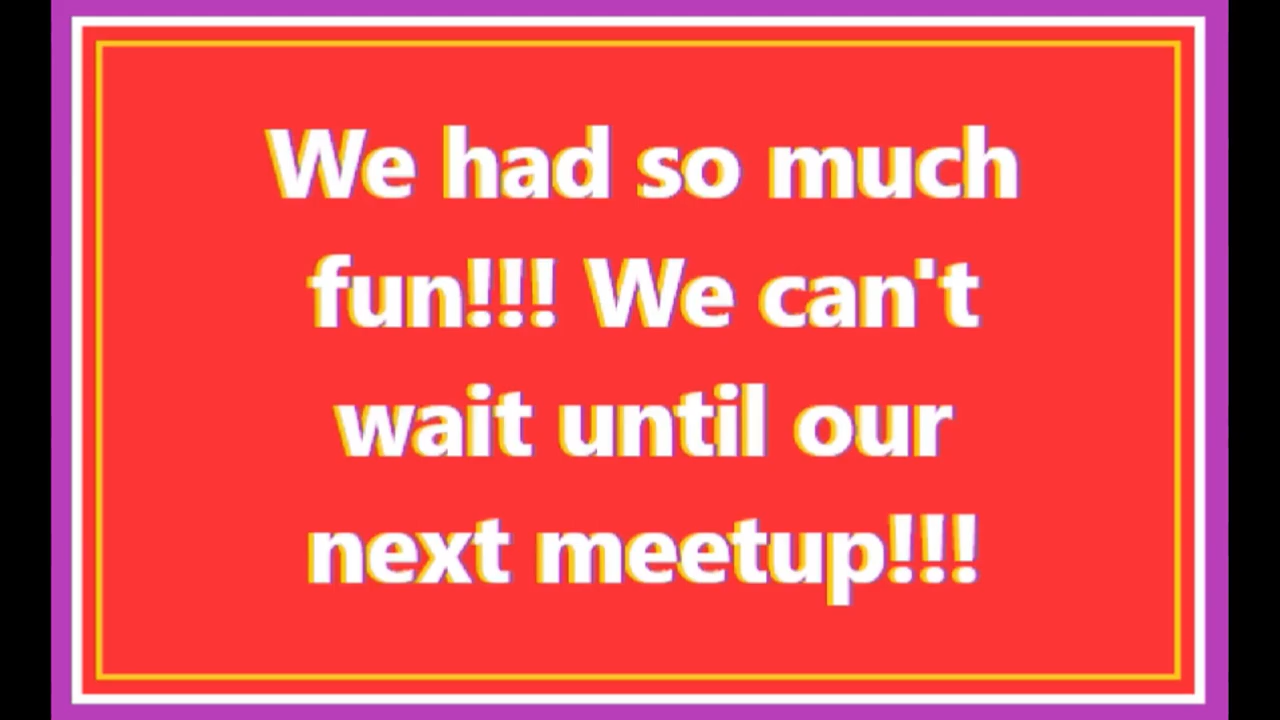 We had so much
fun!!! We can't
wait until our
next meetup!!!